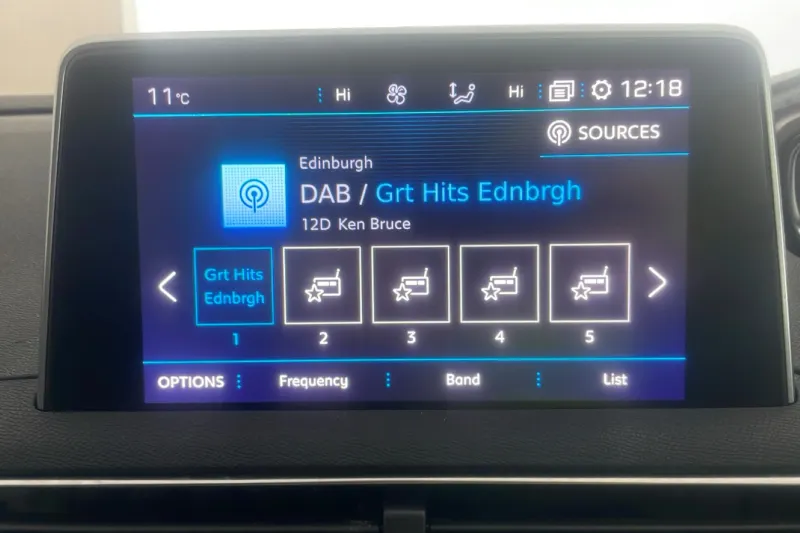 11°C Hi Hi 12:18
SOURCES
Edinburgh
DAB / Grt Hits Ednbrgh
12D Ken Bruce
Grt Hits
Ednbrgh
1 2 3 4 5
OPTIONS Frequency Band List